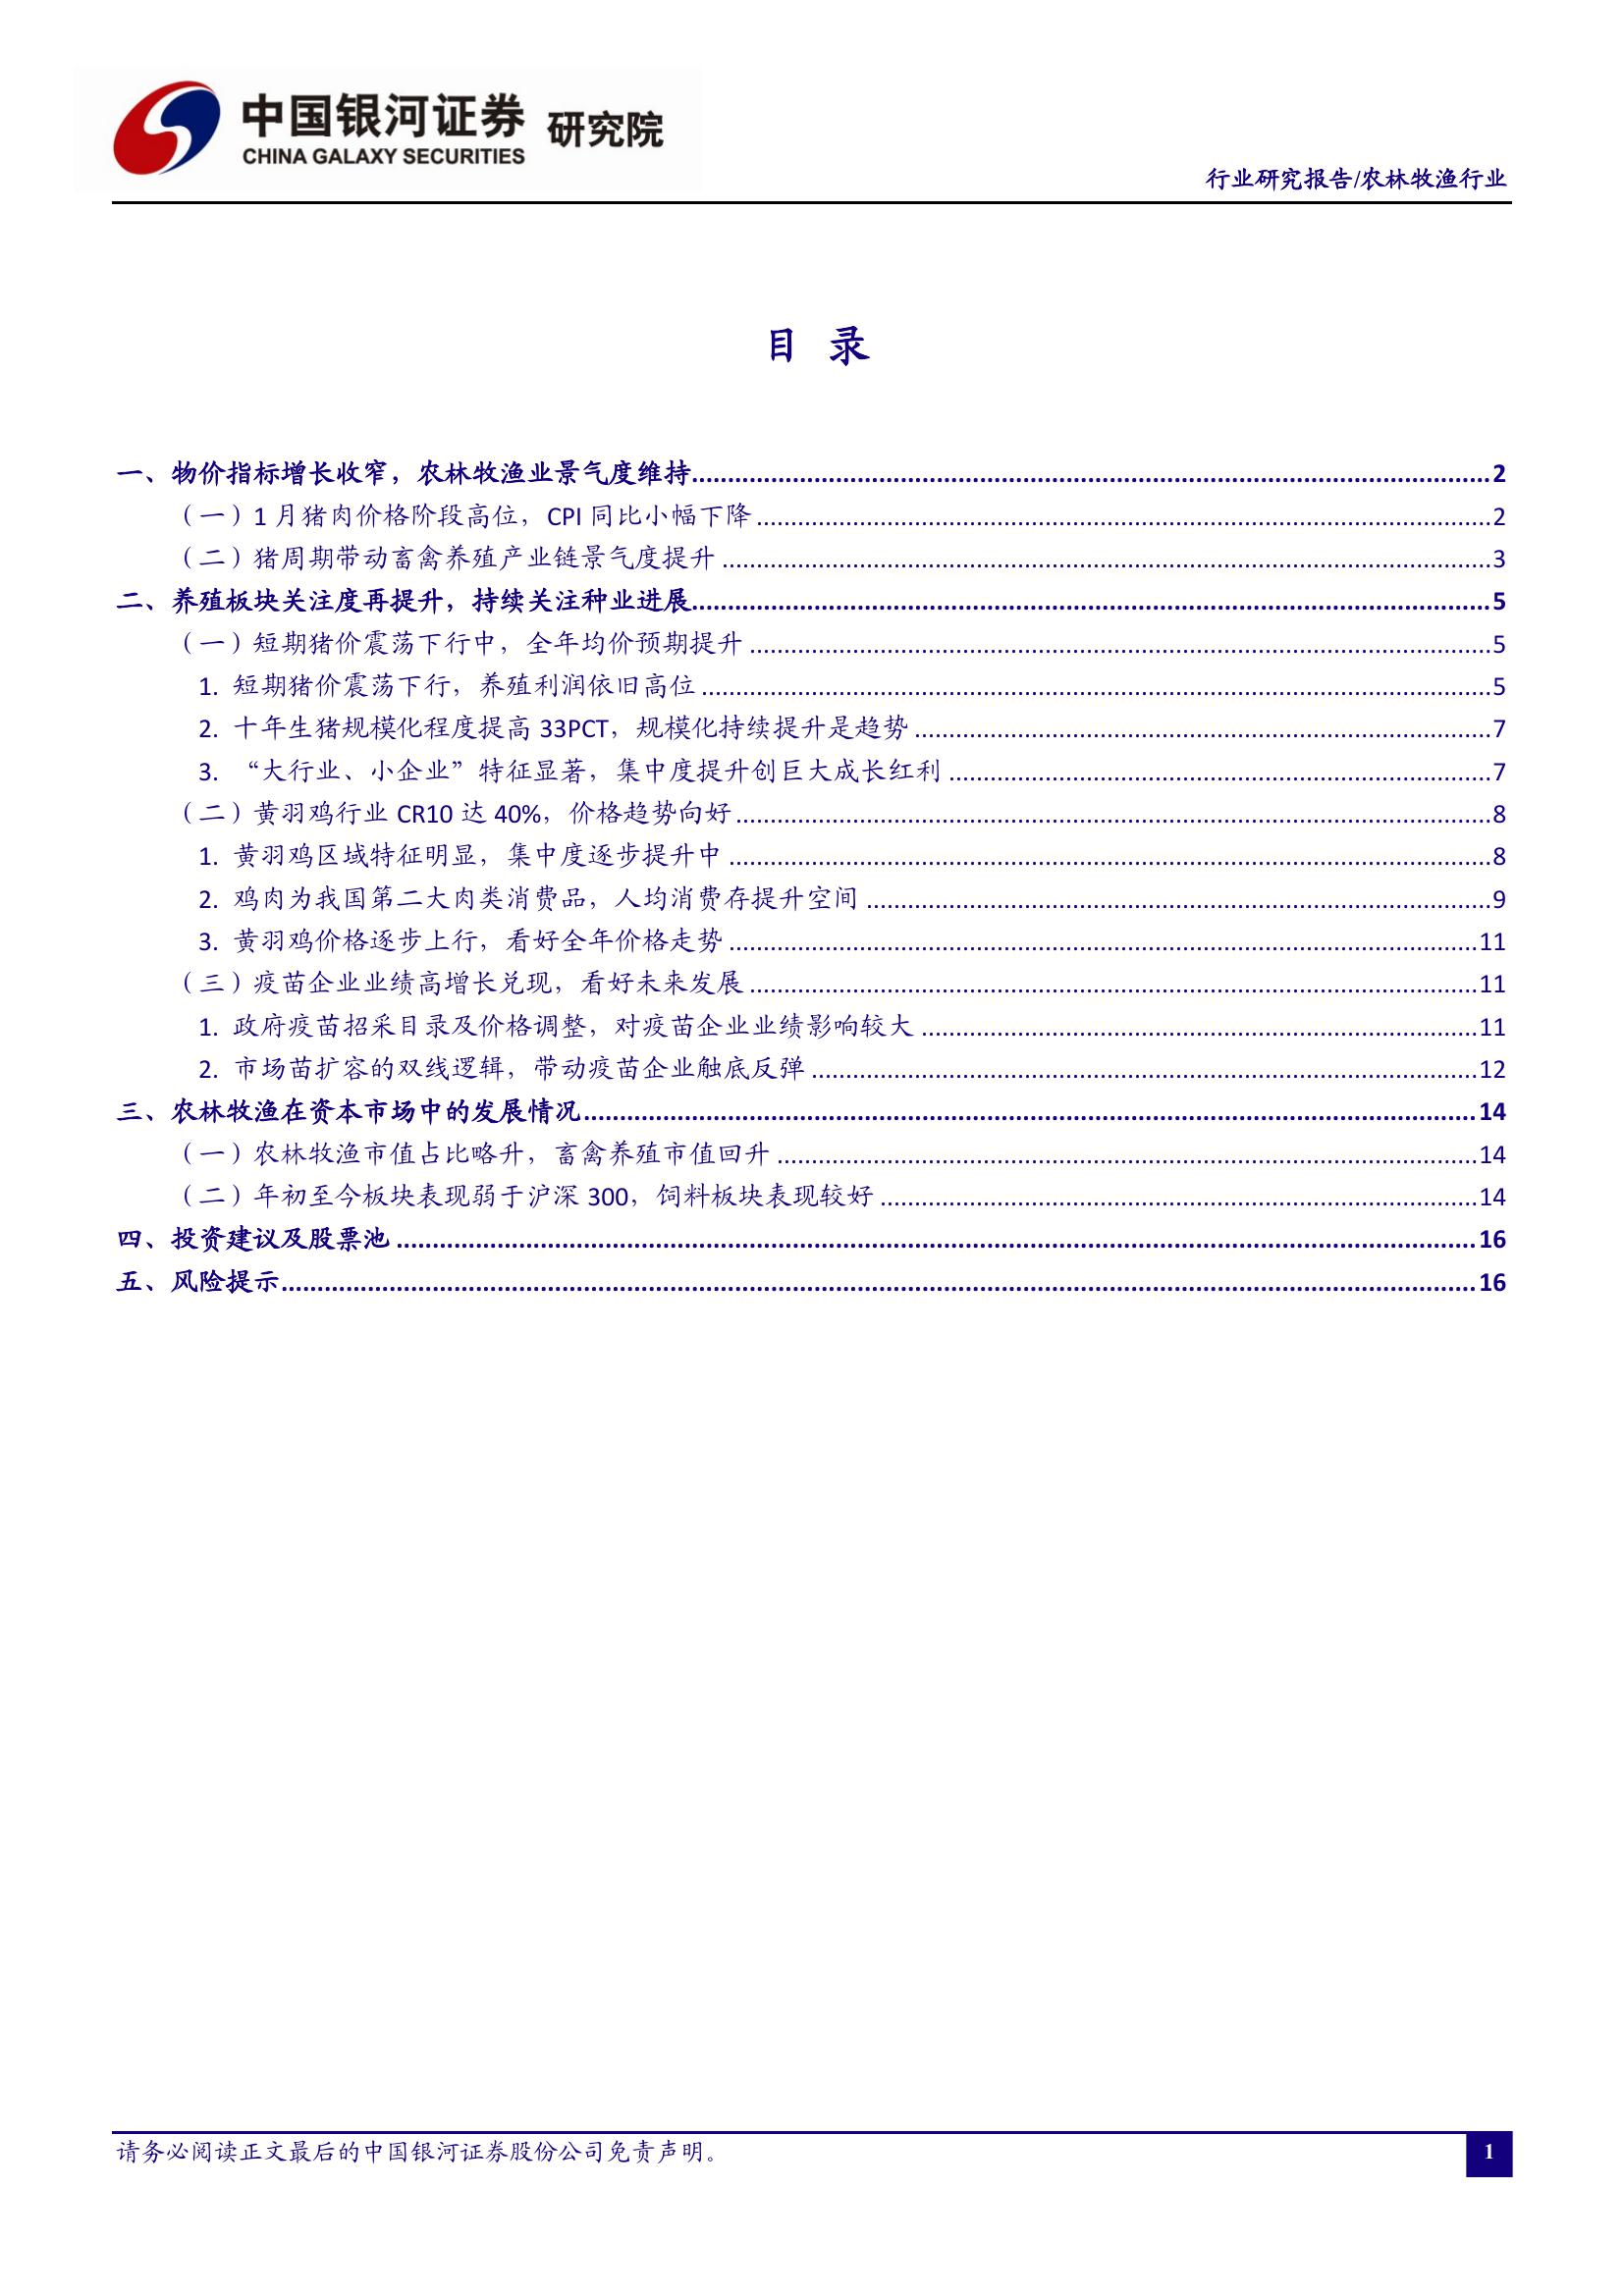 中国银河证券 研究院
CHINA GALAXY SECURITIES
行业研究报告/农林牧渔行业
目 录
一、物价指标增长收窄，农林牧渔业景气度维持 2
（一）1 月猪肉价格阶段高位，CPI 同比小幅下降 2
（二）猪周期带动畜禽养殖产业链景气度提升 3
二、养殖板块关注度再提升，持续关注种业进展 5
（一）短期猪价震荡下行中，全年均价预期提升 5
1. 短期猪价震荡下行，养殖利润依旧高位 5
2. 十年生猪规模化程度提高 33PCT，规模化持续提升是趋势 7
3. “大行业、小企业”特征显著，集中度提升创巨大成长红利 7
（二）黄羽鸡行业 CR10 达 40%，价格趋势向好 8
1. 黄羽鸡区域特征明显，集中度逐步提升中 8
2. 鸡肉为我国第二大肉类消费品，人均消费存提升空间 9
3. 黄羽鸡价格逐步上行，看好全年价格走势 11
（三）疫苗企业业绩高增长兑现，看好未来发展 11
1. 政府疫苗招采目录及价格调整，对疫苗企业业绩影响较大 11
2. 市场苗扩容的双线逻辑，带动疫苗企业触底反弹 12
三、农林牧渔在资本市场中的发展情况 14
（一）农林牧渔市值占比略升，畜禽养殖市值回升 14
（二）年初至今板块表现弱于沪深 300，饲料板块表现较好 14
四、投资建议及股票池 16
五、风险提示 16
请务必阅读正文最后的中国银河证券股份公司免责声明。
1